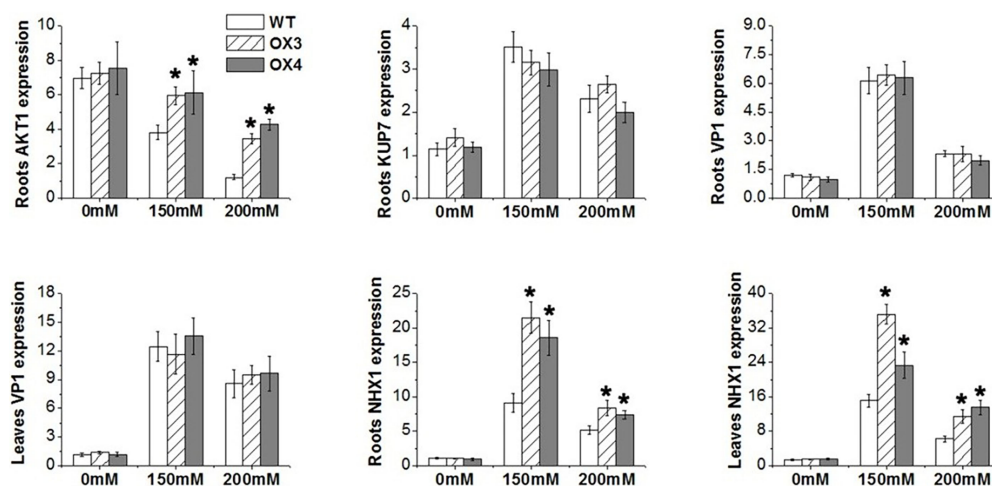 Roots AKT1 expression
10
8
6
4
2
0
WT
OX3
OX4
* *
* *
0mM 150mM 200mM
Roots KUP7 expression
4
3
2
1
0
0mM 150mM 200mM
Roots VP1 expression
9.0
7.5
6.0
4.5
3.0
1.5
0.0
0mM 150mM 200mM
Leaves VP1 expression
18
15
12
9
6
3
0
0mM 150mM 200mM
Roots NHX1 expression
25
20
15
10
5
0
* *
* *
0mM 150mM 200mM
Leaves NHX1 expression
40
32
24
16
8
0
* *
* *
0mM 150mM 200mM